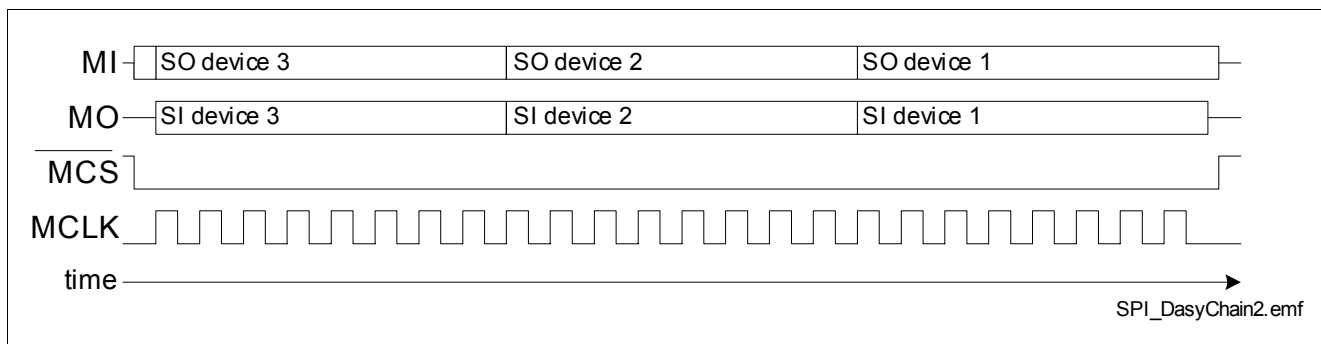 MI SO device 3 SO device 2 SO device 1
MO SI device 3 SI device 2 SI device 1
MCS
MCLK
time
SPI_DasyChain2.emf